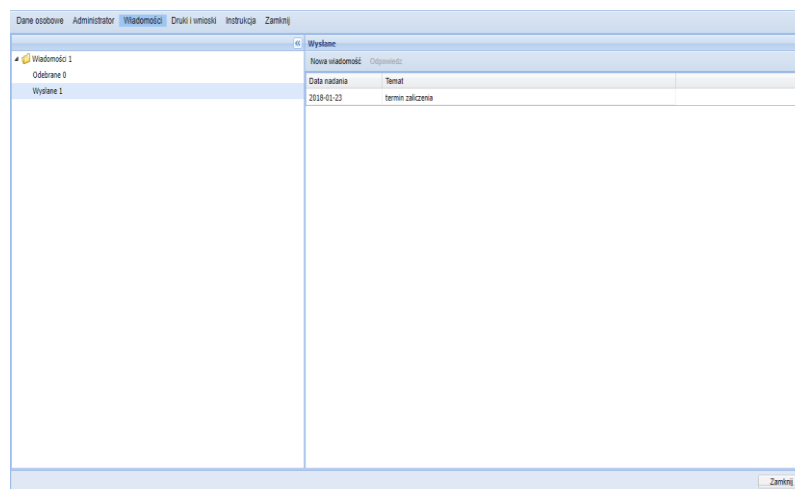 Dane osobowe Administrator Wiadomości Druki i wnioski Instrukcja Zamknij
Wysłane
Wiadomości 1
Nowa wiadomość Odpowiedz
Odebrane 0
Data nadania Temat
Wysłane 1
2018-01-23 termin zaliczenia
Zamknij